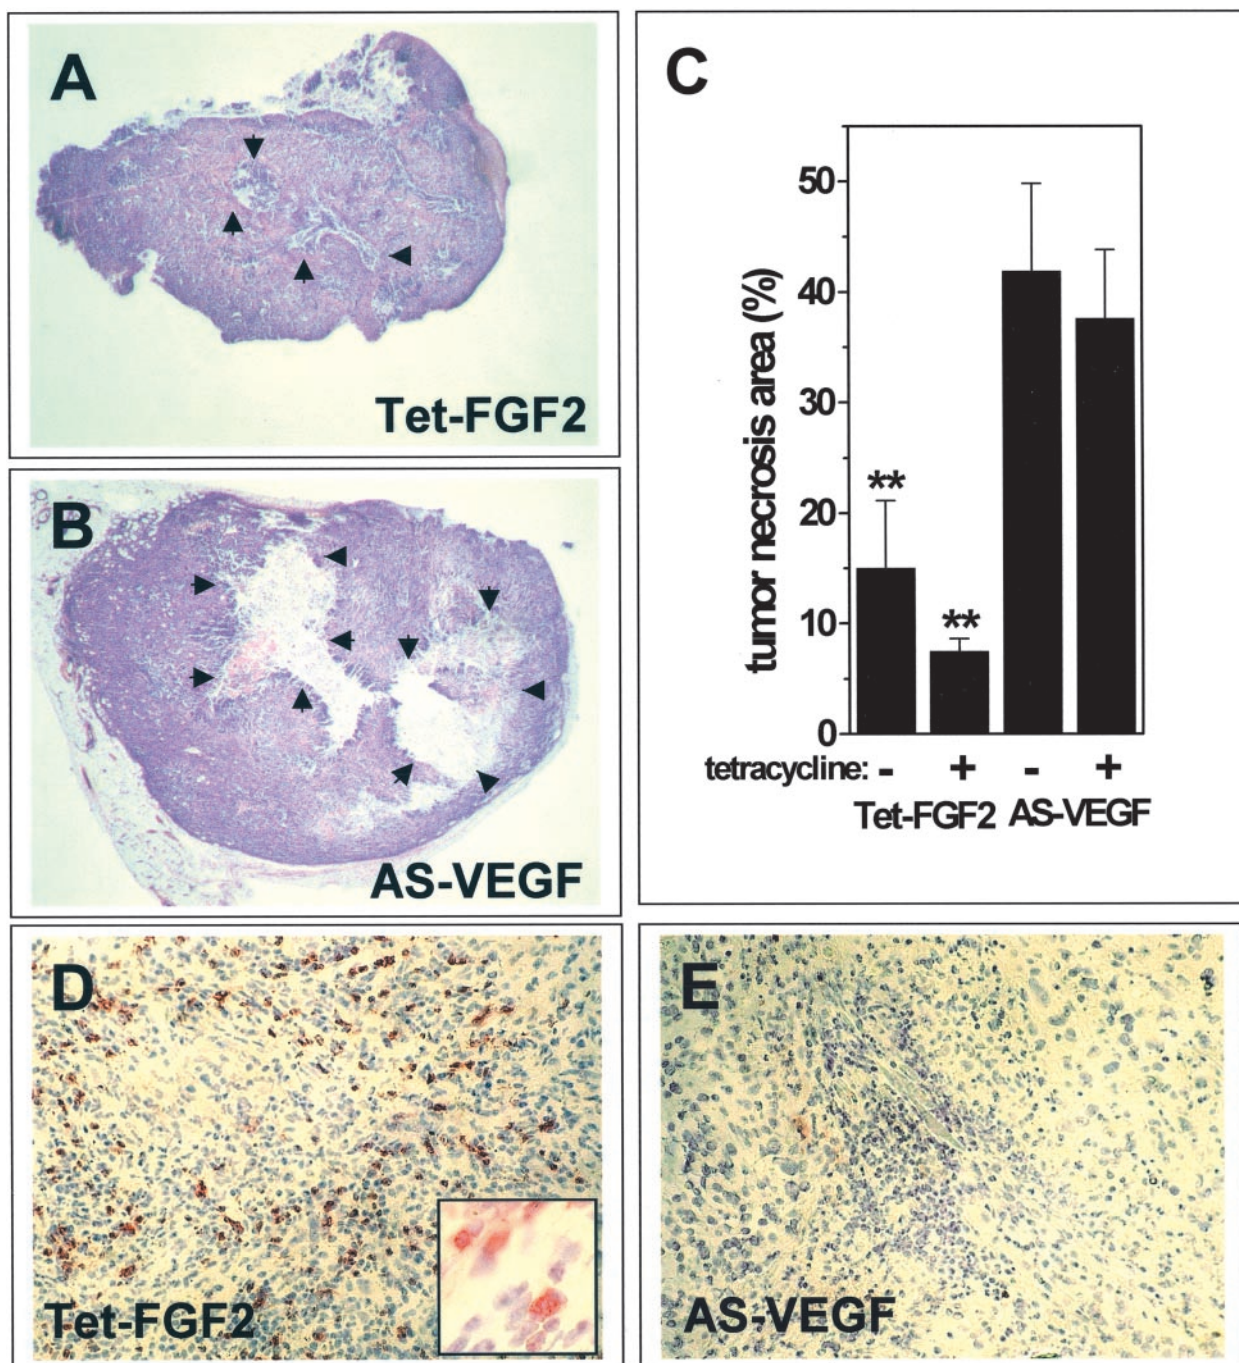 A
Tet-FGF2
B
AS-VEGF
C
tumor necrosis area (%)
50
40
30
20
10
0
**
**
tetracycline: - + - +
Tet-FGF2 AS-VEGF
D
Tet-FGF2
E
AS-VEGF